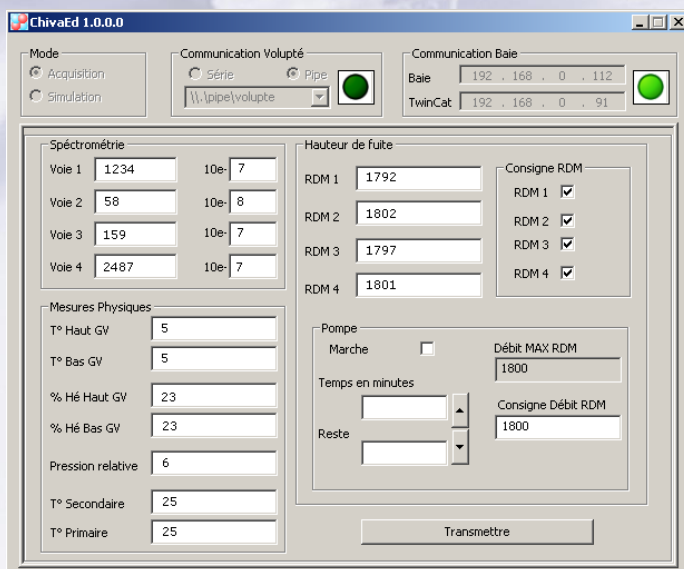 ChivaEd 1.0.0.0
Mode
Acquisition
Simulation
Communication Volupté
Série
Pipe
\\.\pipe\volupte
Communication Baie
Baie 192 . 168 . 0 . 112
TwinCat 192 . 168 . 0 . 91
Spéctrométrie
Voie 1 1234 10e- 7
Voie 2 58 10e- 8
Voie 3 159 10e- 7
Voie 4 2487 10e- 7
Mesures Physiques
T° Haut GV 5
T° Bas GV 5
% Hé Haut GV 23
% Hé Bas GV 23
Pression relative 6
T° Secondaire 25
T° Primaire 25
Hauteur de fuite
RDM 1 1792
RDM 2 1802
RDM 3 1797
RDM 4 1801
Consigne RDM
RDM 1
RDM 2
RDM 3
RDM 4
Pompe
Marche
Temps en minutes
Reste
Débit MAX RDM
1800
Consigne Débit RDM
1800
Transmettre